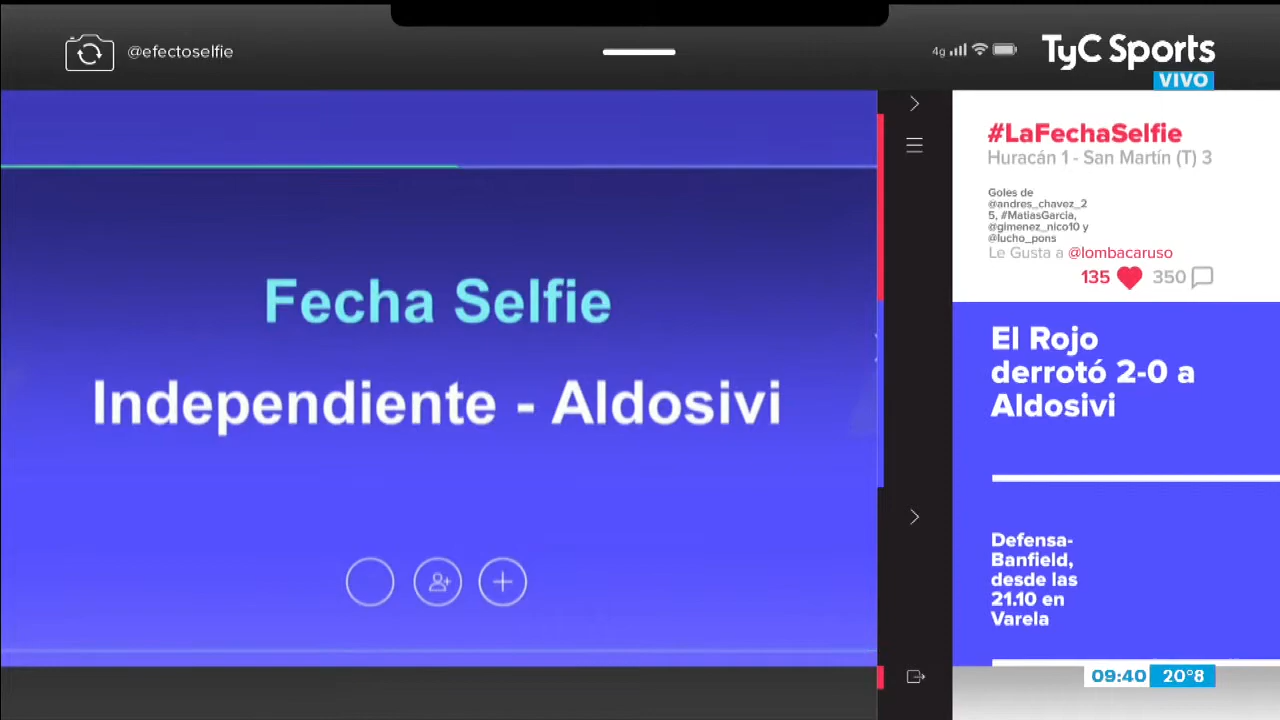 @efectoselfie
4g
TyC Sports
VIVO
Fecha Selfie
Independiente - Aldosivi
#LaFechaSelfie
Huracán 1 - San Martín (T) 3
Goles de
@andres_chavez_2
5, #MatiasGarcia,
@gimenez_nico10 y
@lucho_pons
Le Gusta a @lombacaruso
135 350
El Rojo
derrotó 2-0 a
Aldosivi
Defensa-
Banfield,
desde las
21.10 en
Varela
09:40 20°8